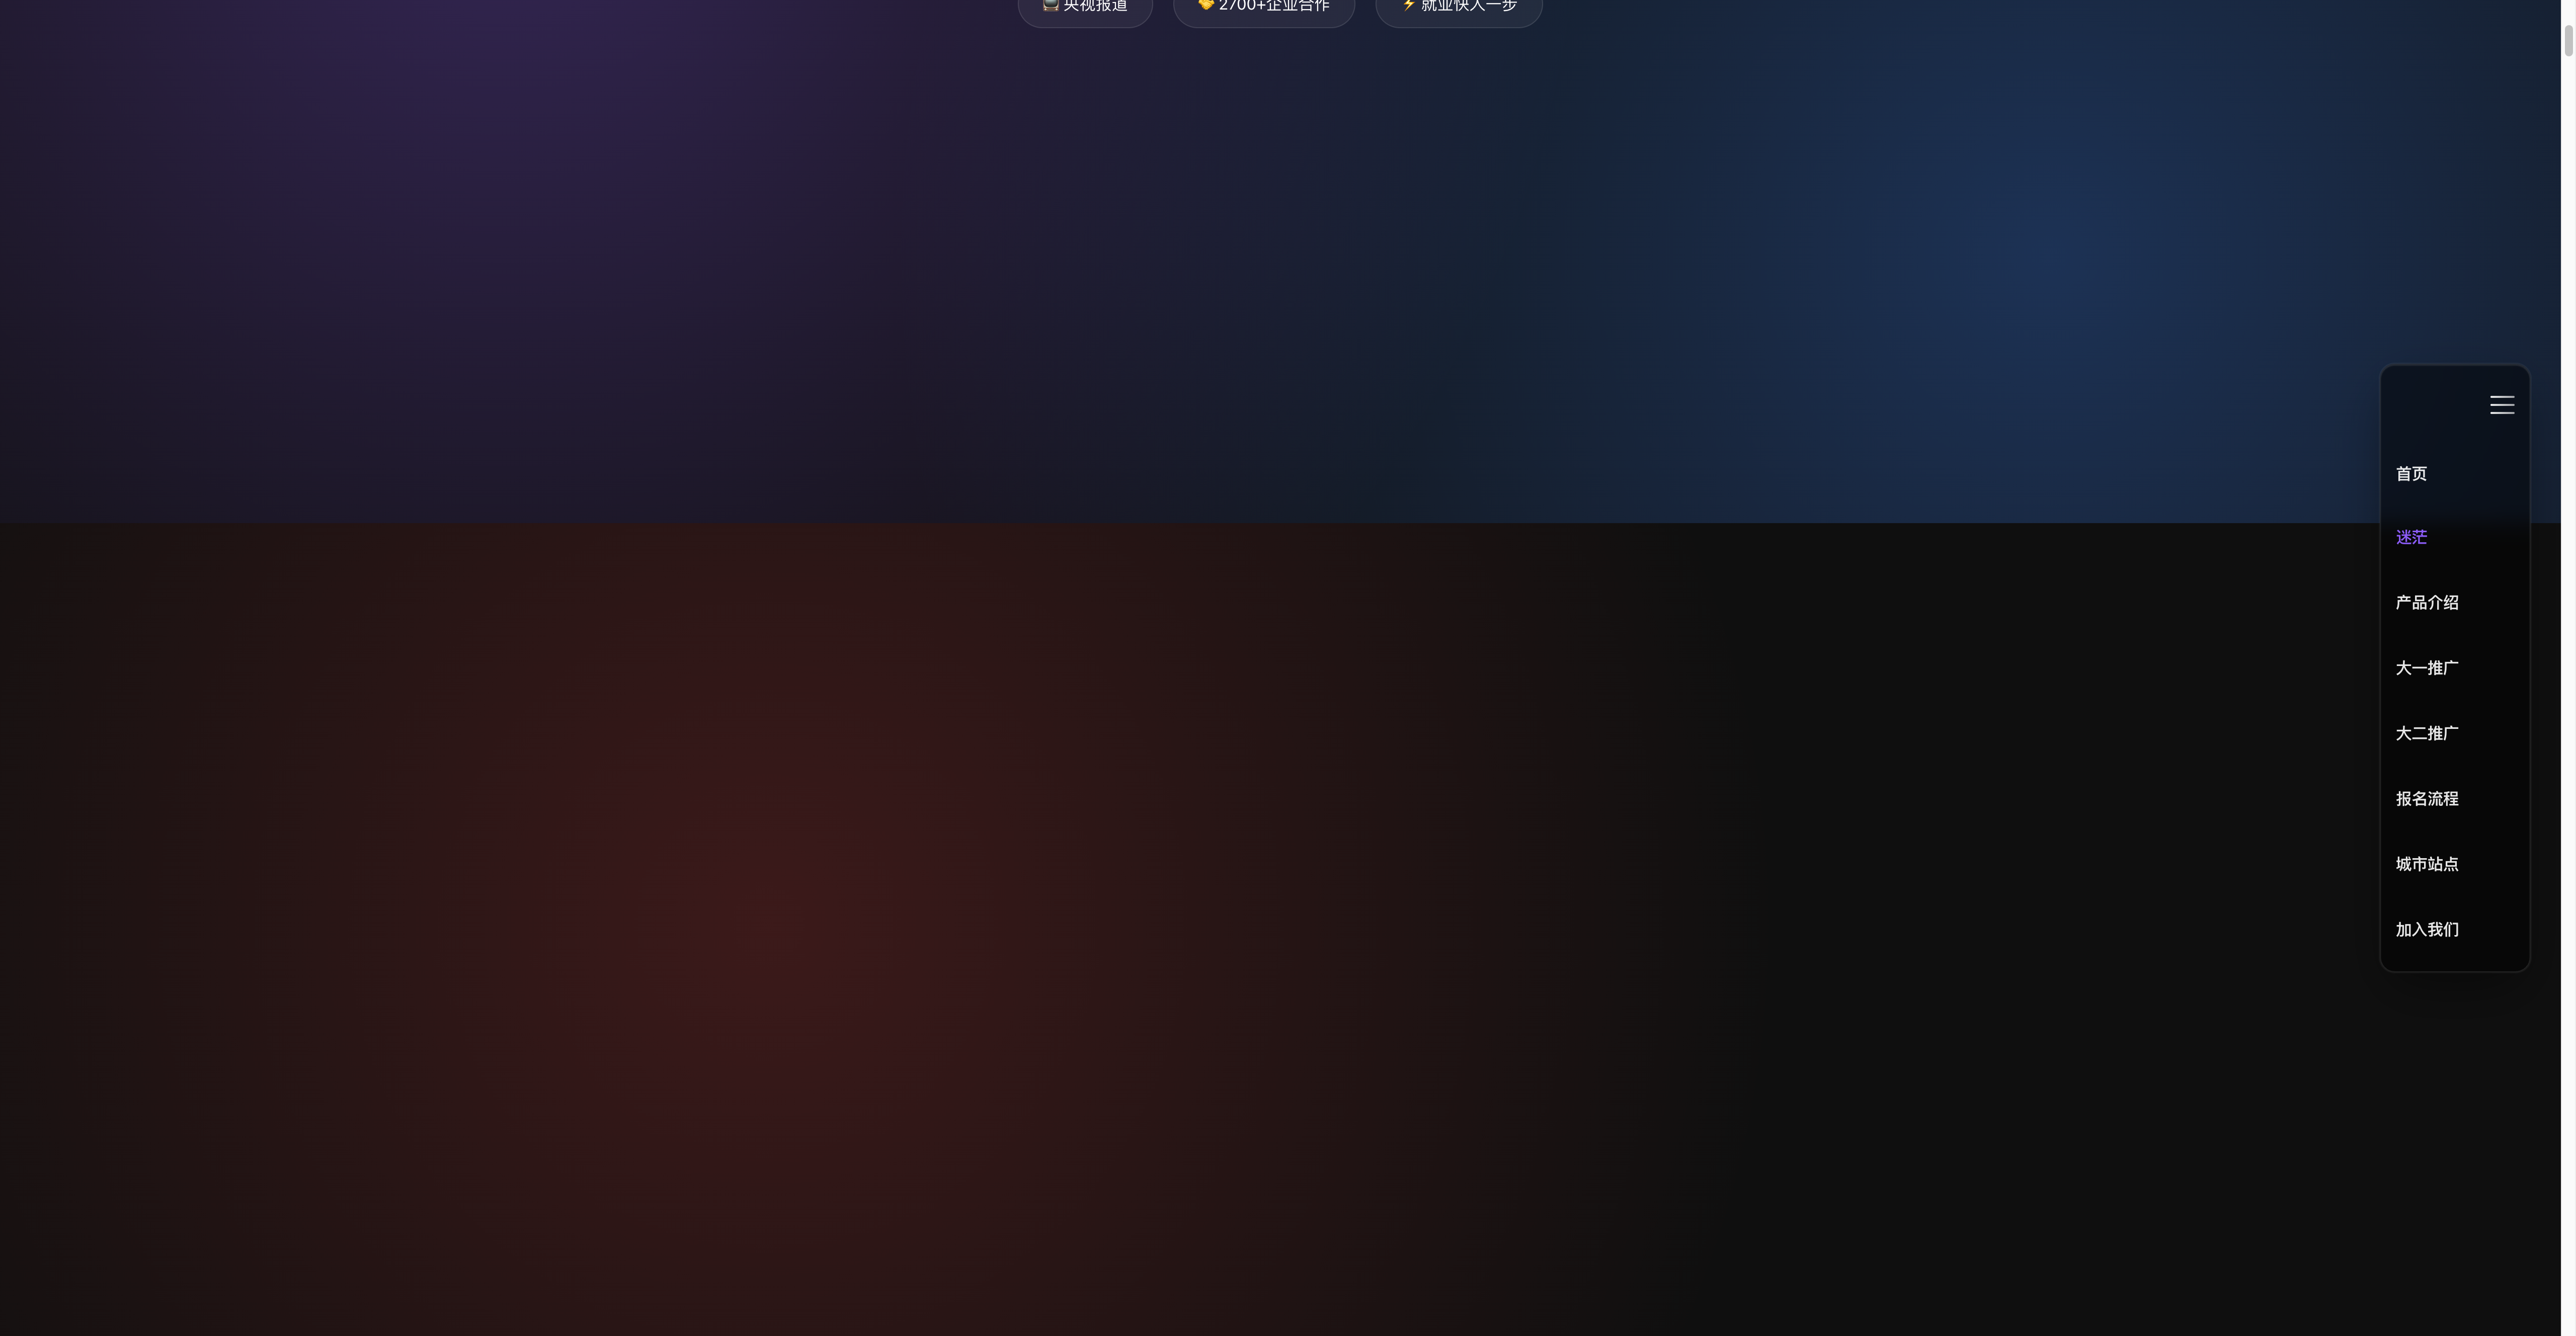 📺 央视报道
🤝 2700+企业合作
⚡ 就业快人一步
首页
迷茫
产品介绍
大一推广
大二推广
报名流程
城市站点
加入我们